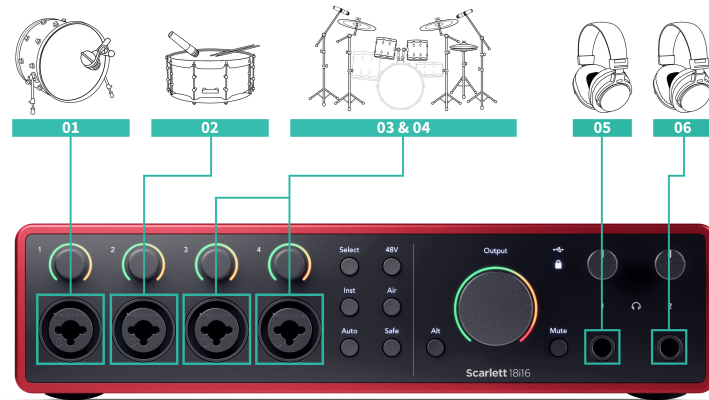 01
02
03 & 04
05
06
1
2
3
4
Select
48V
Output
Inst
Air
Auto
Safe
Alt
Mute
2
Scarlett 18i16